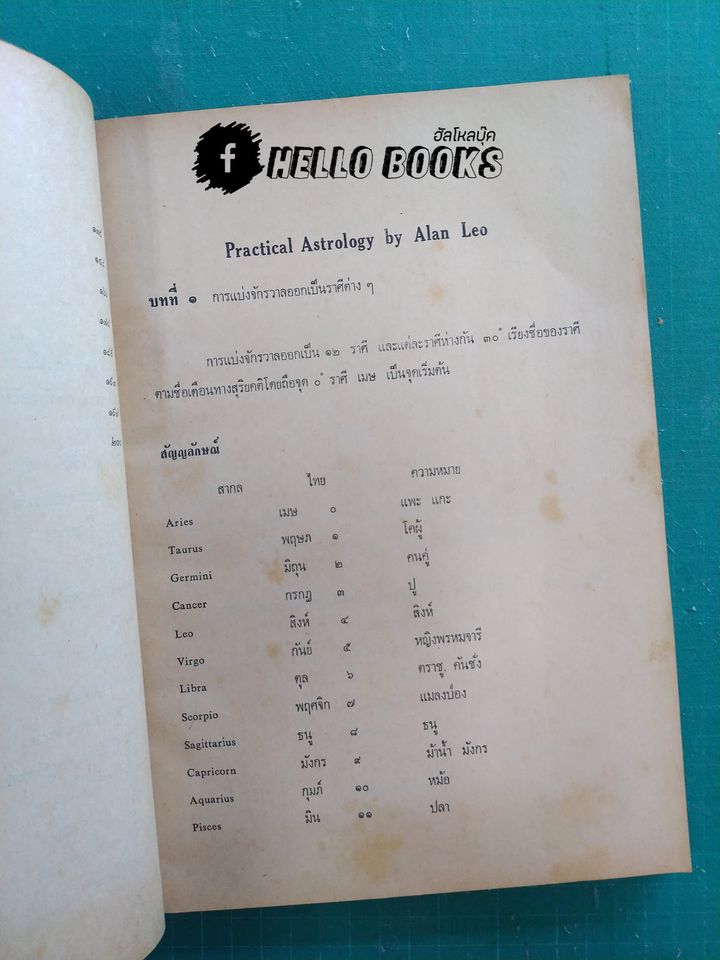 ฮัลโหลบุ๊ค
f HELLO BOOKS
๑๓๕
๑๕๔
๒๐๐
Practical Astrology by Alan Leo
บทที่ ๑ การแบ่งจักรวาลออกเป็นราศีต่าง ๆ
การแบ่งจักรวาลออกเป็น ๑๒ ราศี และแต่ละราศีห่างกัน ๓๐° เรียงชื่อของราศี
ตามชื่อเดือนทางสุริยคติโดยถือจุด ๐° ราศี เมษ เป็นจุดเริ่มต้น
สัญญลักษณ์
สากล ไทย ความหมาย
Aries เมษ ๐ แพะ แกะ
Taurus พฤษภ ๑ โคผู้
Germini มิถุน ๒ คนคู่
Cancer กรกฎ ๓ ปู
Leo สิงห์ ๔ สิงห์
Virgo กันย์ ๕ หญิงพรหมจารี
Libra ตุล ๖ ตราชู, คันชั่ง
Scorpio พฤศจิก ๗ แมลงป่อง
Sagittarius ธนู ๘ ธนู
Capricorn มังกร ๙ ม้าน้ำ มังกร
Aquarius กุมภ์ ๑๐ หม้อ
Pisces มีน ๑๑ ปลา